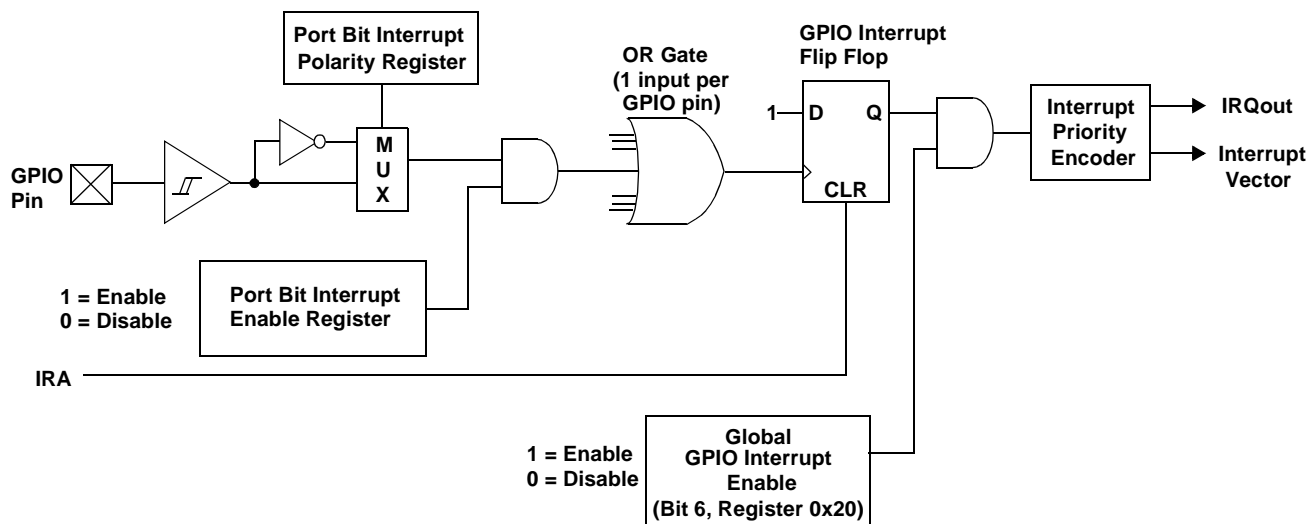 Port Bit Interrupt
Polarity Register
OR Gate
(1 input per
GPIO pin)
GPIO Interrupt
Flip Flop
GPIO
Pin
M
U
X
1
D
Q
CLR
Interrupt
Priority
Encoder
IRQout
Interrupt
Vector
1 = Enable
0 = Disable
Port Bit Interrupt
Enable Register
IRA
1 = Enable
0 = Disable
Global
GPIO Interrupt
Enable
(Bit 6, Register 0x20)